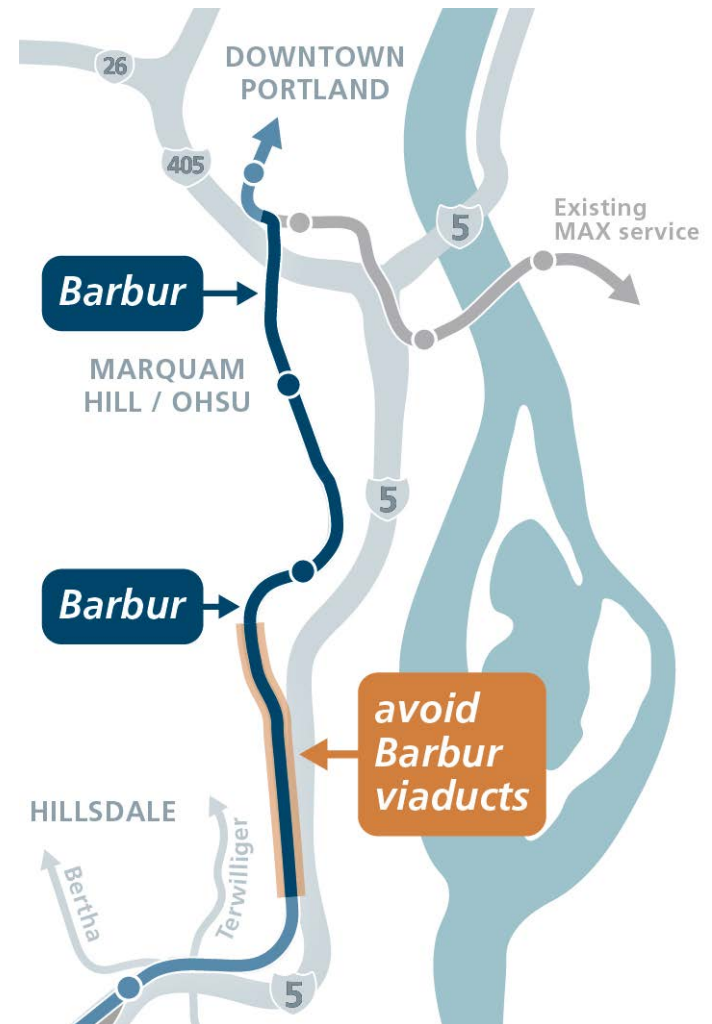 26
DOWNTOWN
PORTLAND
405
5
Existing
MAX service
Barbur
MARQUAM
HILL / OHSU
5
Barbur
avoid
Barbur
viaducts
HILLSDALE
Bertha
Terwilliger
5